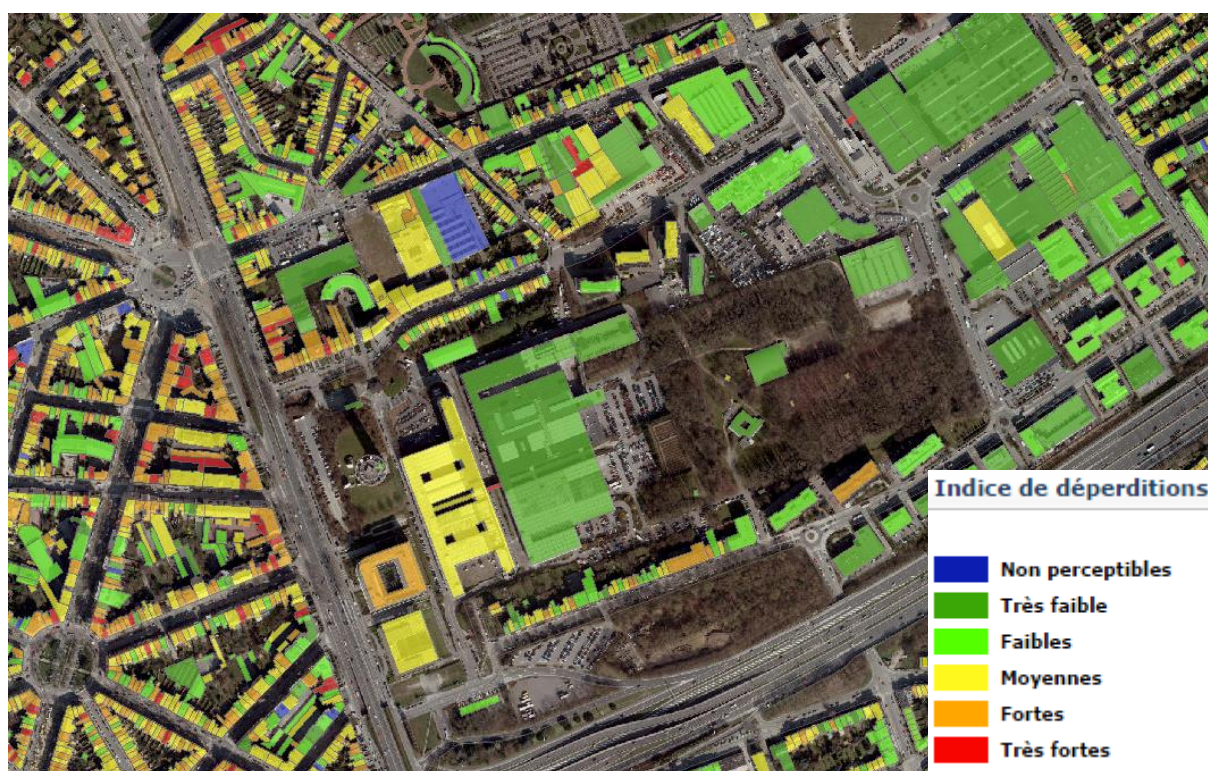 Indice de déperditions
Non perceptibles
Très faible
Faibles
Moyennes
Fortes
Très fortes